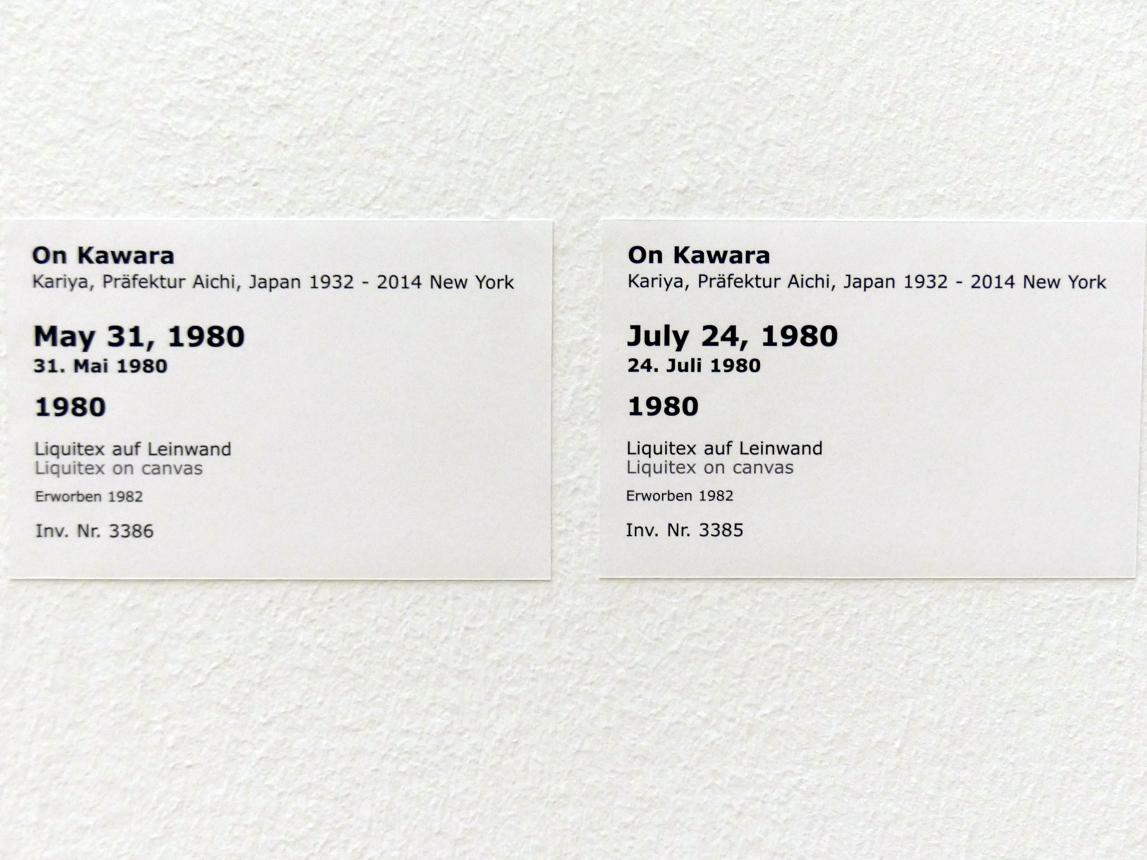 On Kawara
Kariya, Präfektur Aichi, Japan 1932 - 2014 New York
May 31, 1980
31. Mai 1980
1980
Liquitex auf Leinwand
Liquitex on canvas
Erworben 1982
Inv. Nr. 3386
On Kawara
Kariya, Präfektur Aichi, Japan 1932 - 2014 New York
July 24, 1980
24. Juli 1980
1980
Liquitex auf Leinwand
Liquitex on canvas
Erworben 1982
Inv. Nr. 3385